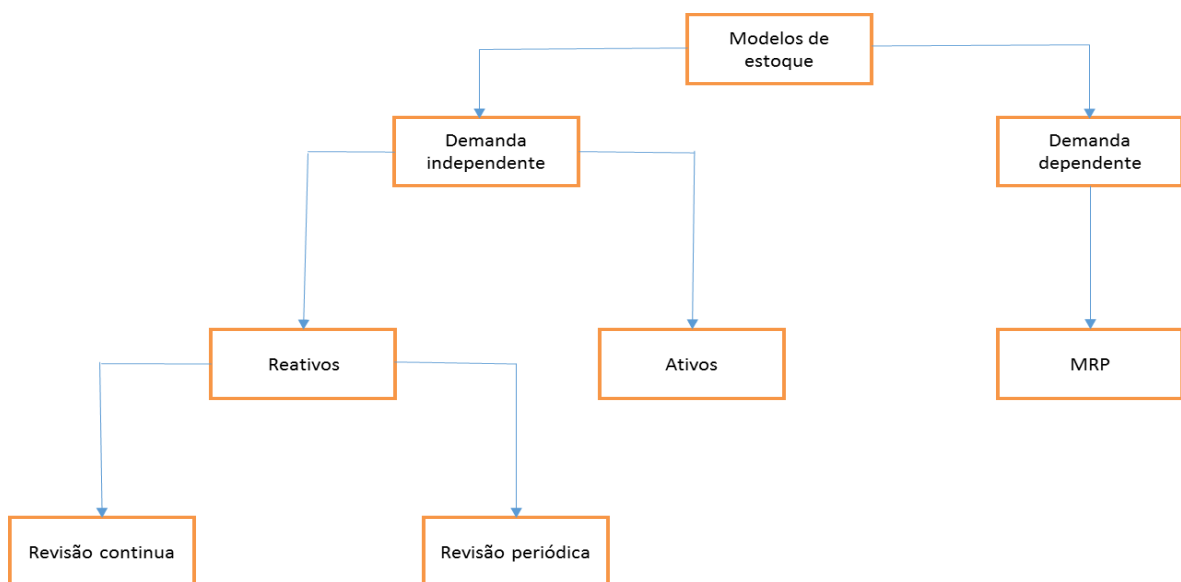 Modelos de
estoque
Demanda
independente
Demanda
dependente
Reativos
Ativos
MRP
Revisão continua
Revisão periódica